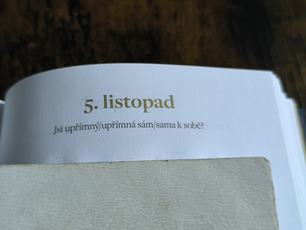 5. listopad
Jsi upřímný/upřímná sám/sama k sobě?